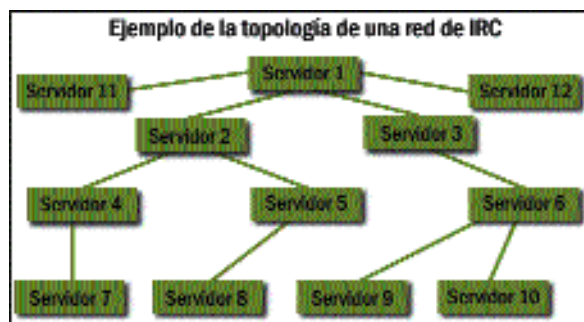 Ejemplo de la topología de una red de IRC
Servidor 1
Servidor 11
Servidor 12
Servidor 2
Servidor 3
Servidor 4
Servidor 5
Servidor 6
Servidor 7
Servidor 8
Servidor 9
Servidor 10